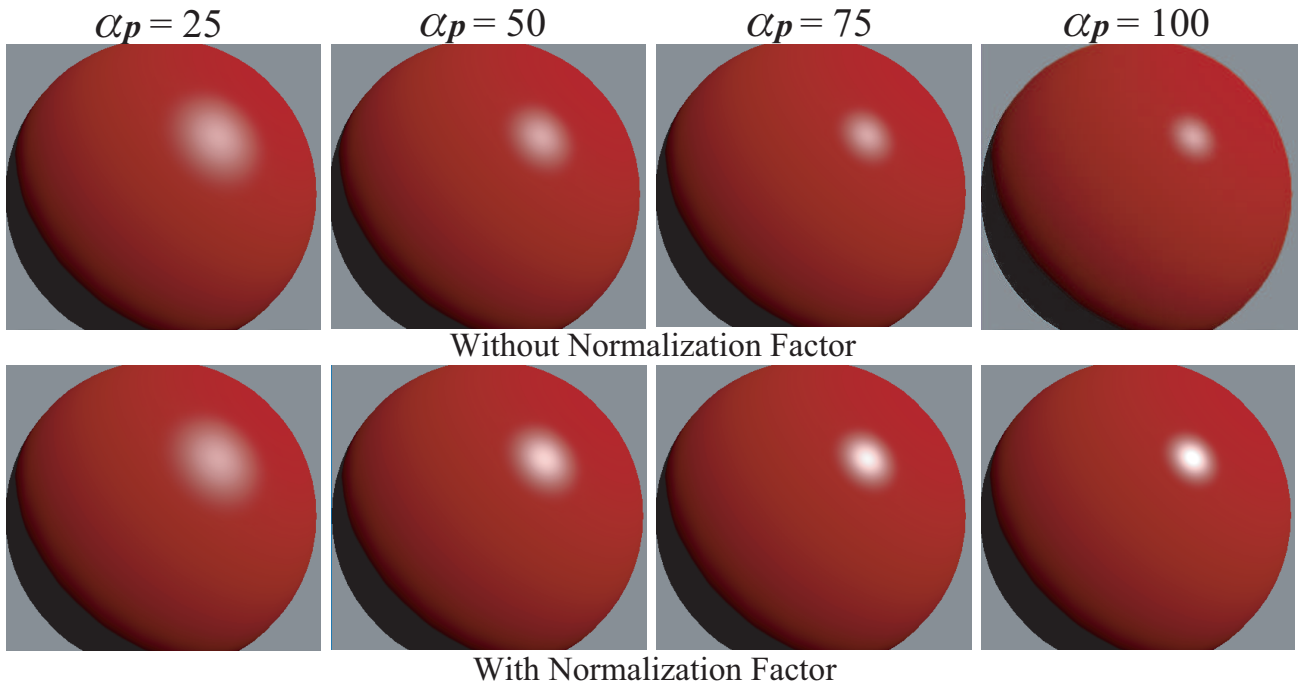 αp = 25 αp = 50 αp = 75 αp = 100
Without Normalization Factor
With Normalization Factor